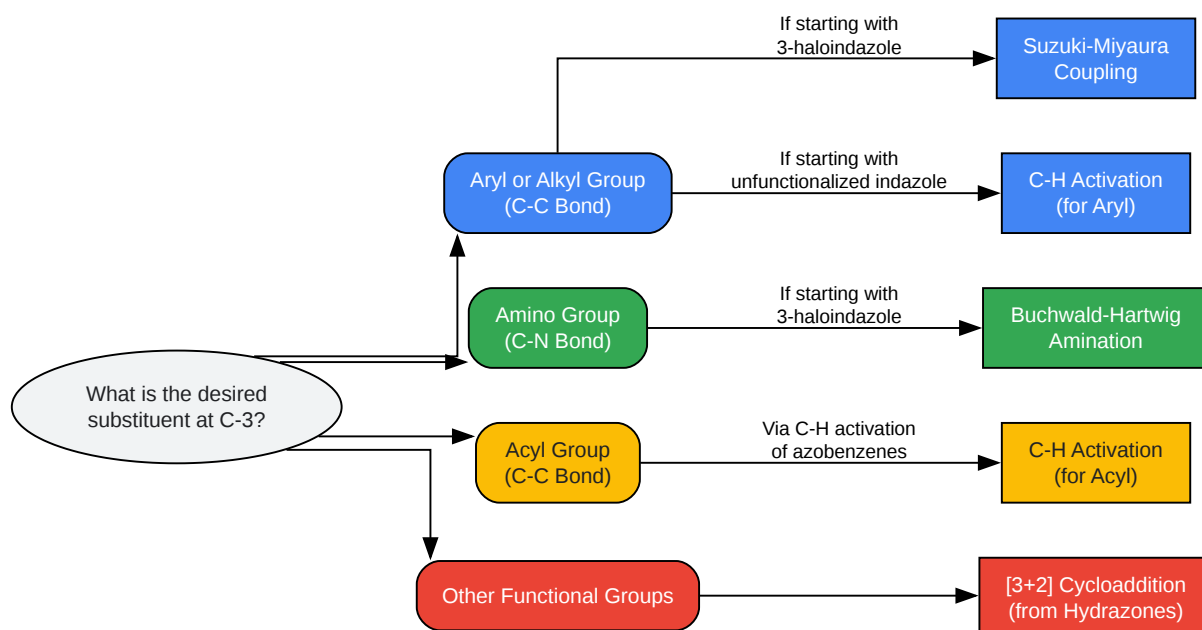 What is the desired
substituent at C-3?
If starting with
3-haloindazole
Suzuki-Miyaura
Coupling
Aryl or Alkyl Group
(C-C Bond)
If starting with
unfunctionalized indazole
C-H Activation
(for Aryl)
Amino Group
(C-N Bond)
If starting with
3-haloindazole
Buchwald-Hartwig
Amination
Acyl Group
(C-C Bond)
Via C-H activation
of azobenzenes
C-H Activation
(for Acyl)
Other Functional Groups
[3+2] Cycloaddition
(from Hydrazones)